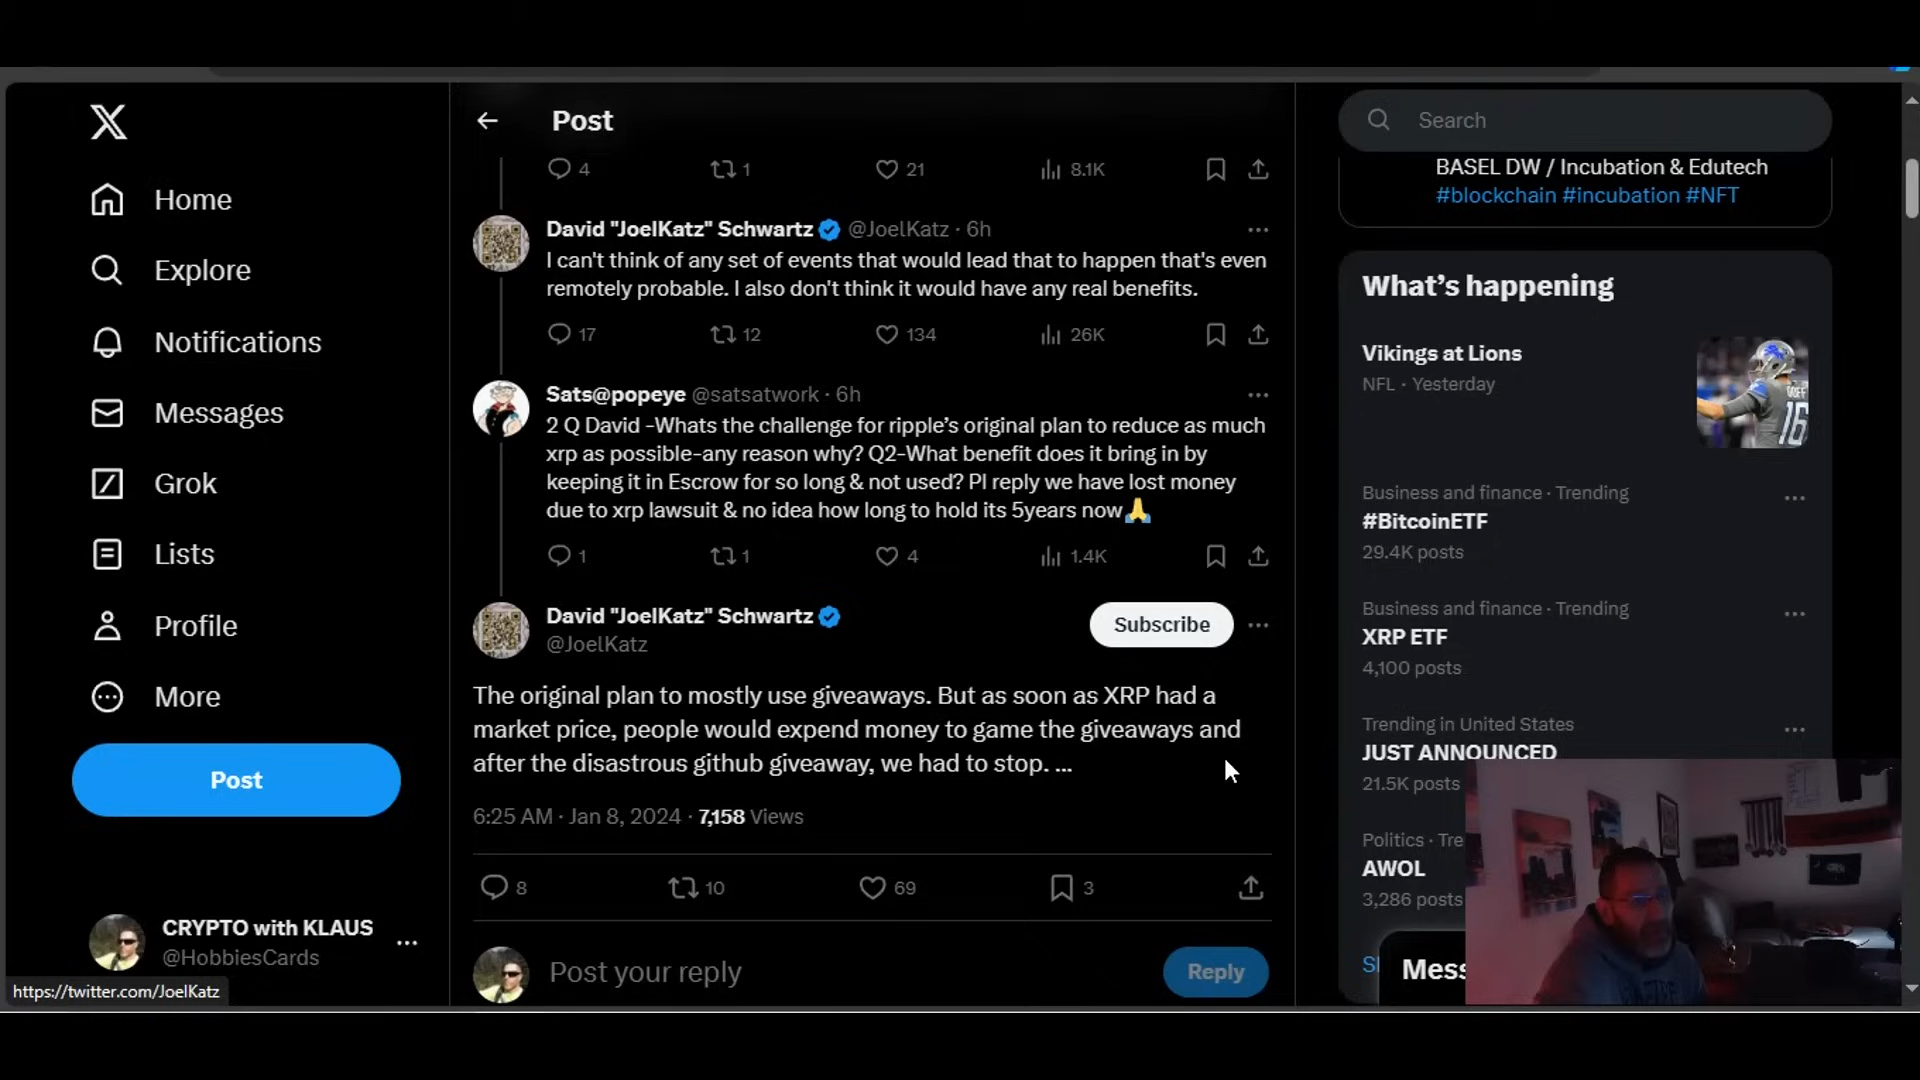 Post
Search
4 1 21 8.1K
BASEL DW / Incubation & Edutech
#blockchain #incubation #NFT
Home
Explore
Notifications
Messages
Grok
Lists
Profile
More
Post
CRYPTO with KLAUS
@HobbiesCards
https://twitter.com/JoelKatz
David "JoelKatz" Schwartz @JoelKatz · 6h
I can't think of any set of events that would lead that to happen that's even
remotely probable. I also don't think it would have any real benefits.
17 12 134 26K
Sats@popeye @satsatwork · 6h
2 Q David -Whats the challenge for ripple’s original plan to reduce as much
xrp as possible-any reason why? Q2-What benefit does it bring in by
keeping it in Escrow for so long & not used? Pl reply we have lost money
due to xrp lawsuit & no idea how long to hold its 5years now🙏
1 1 4 1.4K
David "JoelKatz" Schwartz
@JoelKatz
Subscribe
The original plan to mostly use giveaways. But as soon as XRP had a
market price, people would expend money to game the giveaways and
after the disastrous github giveaway, we had to stop. ...
6:25 AM · Jan 8, 2024 · 7,158 Views
8 10 69 3
Post your reply
Reply
What’s happening
Vikings at Lions
NFL · Yesterday
16
Business and finance · Trending
#BitcoinETF
29.4K posts
Business and finance · Trending
XRP ETF
4,100 posts
Trending in United States
JUST ANNOUNCED
21.5K posts
Politics · Tre
AWOL
3,286 posts
Mess